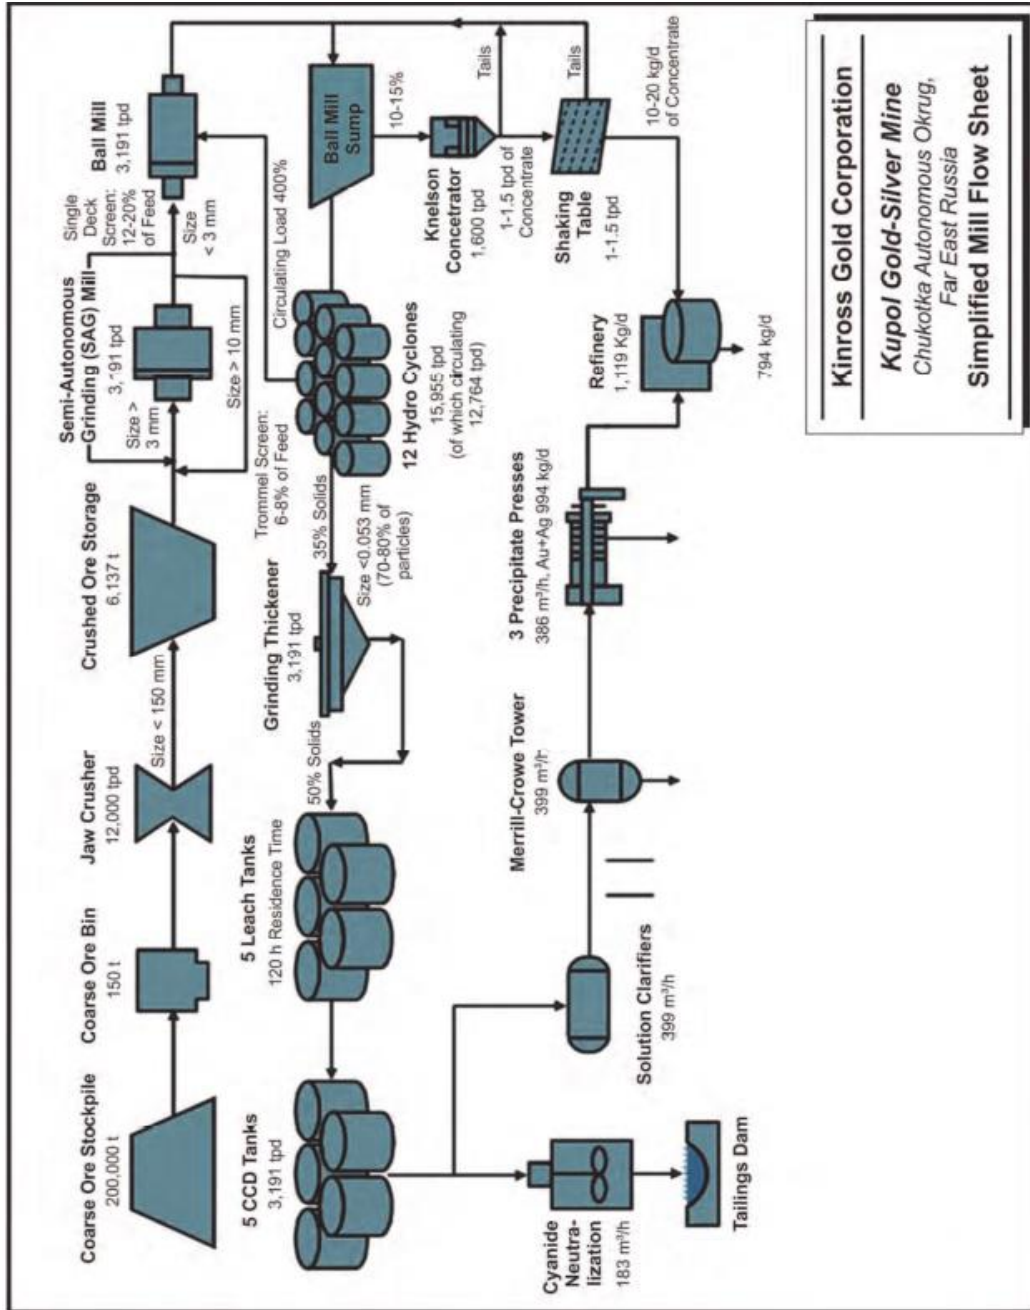 Coarse Ore Stockpile
200,000 t
Coarse Ore Bin
150 t
Jaw Crusher
12,000 tpd
Size < 150 mm
Crushed Ore Storage
6,137 t
Semi-Autonomous
Grinding (SAG) Mill
3,191 tpd
Size >
3 mm
Size > 10 mm
Single
Deck
Screen:
12-20%
of Feed
Size
< 3 mm
Ball Mill
3,191 tpd
5 CCD Tanks
3,191 tpd
5 Leach Tanks
120 h Residence Time
50% Solids
Grinding Thickener
3,191 tpd
Size <0.053 mm
(70-80% of
particles)
35% Solids
Trommel Screen:
6-8% of Feed
Circulating Load 400%
12 Hydro Cyclones
15,955 tpd
(of which circulating
12,764 tpd)
Ball Mill
Sump
10-15%
Knelson
Concetrator
1,600 tpd
Tails
1-1.5 tpd of
Concentrate
Shaking
Table
1-1.5 tpd
Tails
10-20 kg/d
of Concentrate
Cyanide
Neutra-
lization
183 m³/h
Tailings Dam
Solution Clarifiers
399 m³/h
Merrill-Crowe Tower
399 m³/h
3 Precipitate Presses
386 m³/h, Au+Ag 994 kg/d
Refinery
1,119 Kg/d
794 kg/d
Kinross Gold Corporation
Kupol Gold-Silver Mine
Chukotka Autonomous Okrug,
Far East Russia
Simplified Mill Flow Sheet